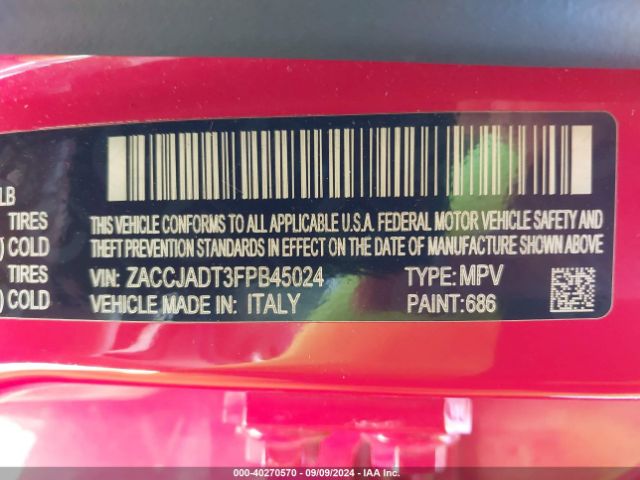 LB
TIRES
) COLD
TIRES
) COLD
THIS VEHICLE CONFORMS TO ALL APPLICABLE U.S.A. FEDERAL MOTOR VEHICLE SAFETY AND
THEFT PREVENTION STANDARDS IN EFFECT ON THE DATE OF MANUFACTURE SHOWN ABOVE
VIN: ZACCJADT3FPB45024 TYPE: MPV
VEHICLE MADE IN: ITALY PAINT: 686
000-40270570 - 09/09/2024 - IAA Inc.